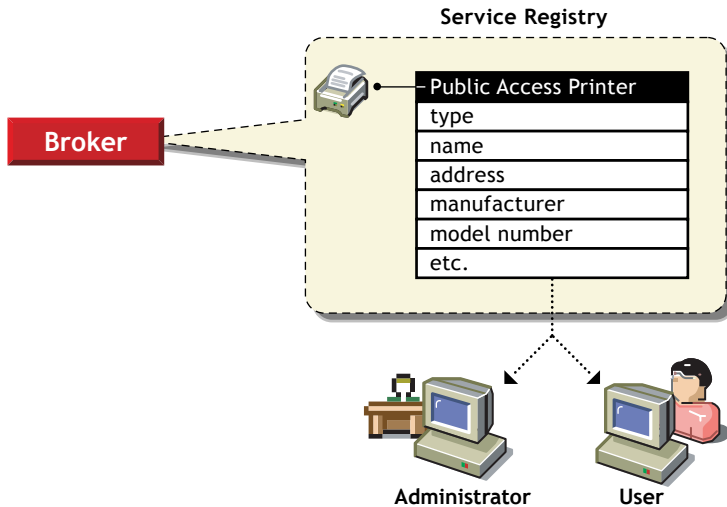 Service Registry
Public Access Printer
Broker
type
name
address
manufacturer
model number
etc.
Administrator
User